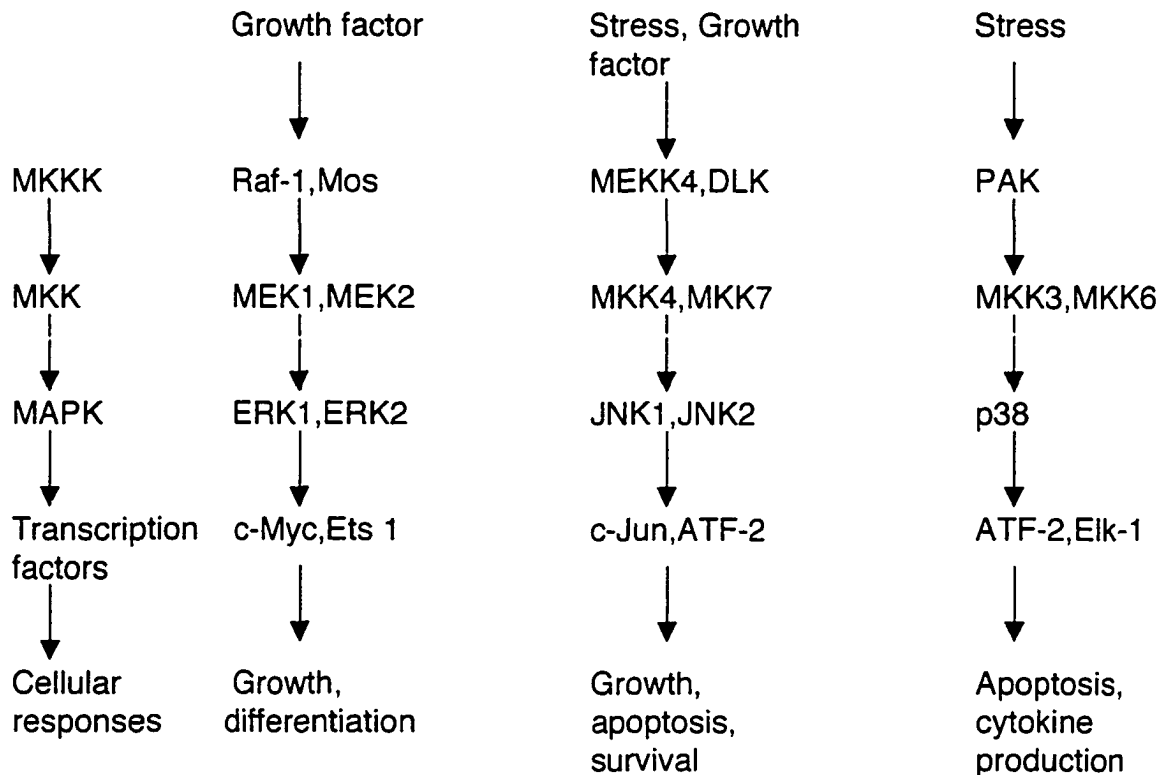 Growth factor
Stress, Growth
factor
Stress
MKKK
Raf-1,Mos
MEKK4,DLK
PAK
MKK
MEK1,MEK2
MKK4,MKK7
MKK3,MKK6
MAPK
ERK1,ERK2
JNK1,JNK2
p38
Transcription
factors
c-Myc,Ets 1
c-Jun,ATF-2
ATF-2,Elk-1
Cellular
responses
Growth,
differentiation
Growth,
apoptosis,
survival
Apoptosis,
cytokine
production